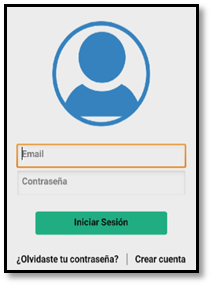 Email
Contraseña
Iniciar Sesión
¿Olvidaste tu contraseña? | Crear cuenta